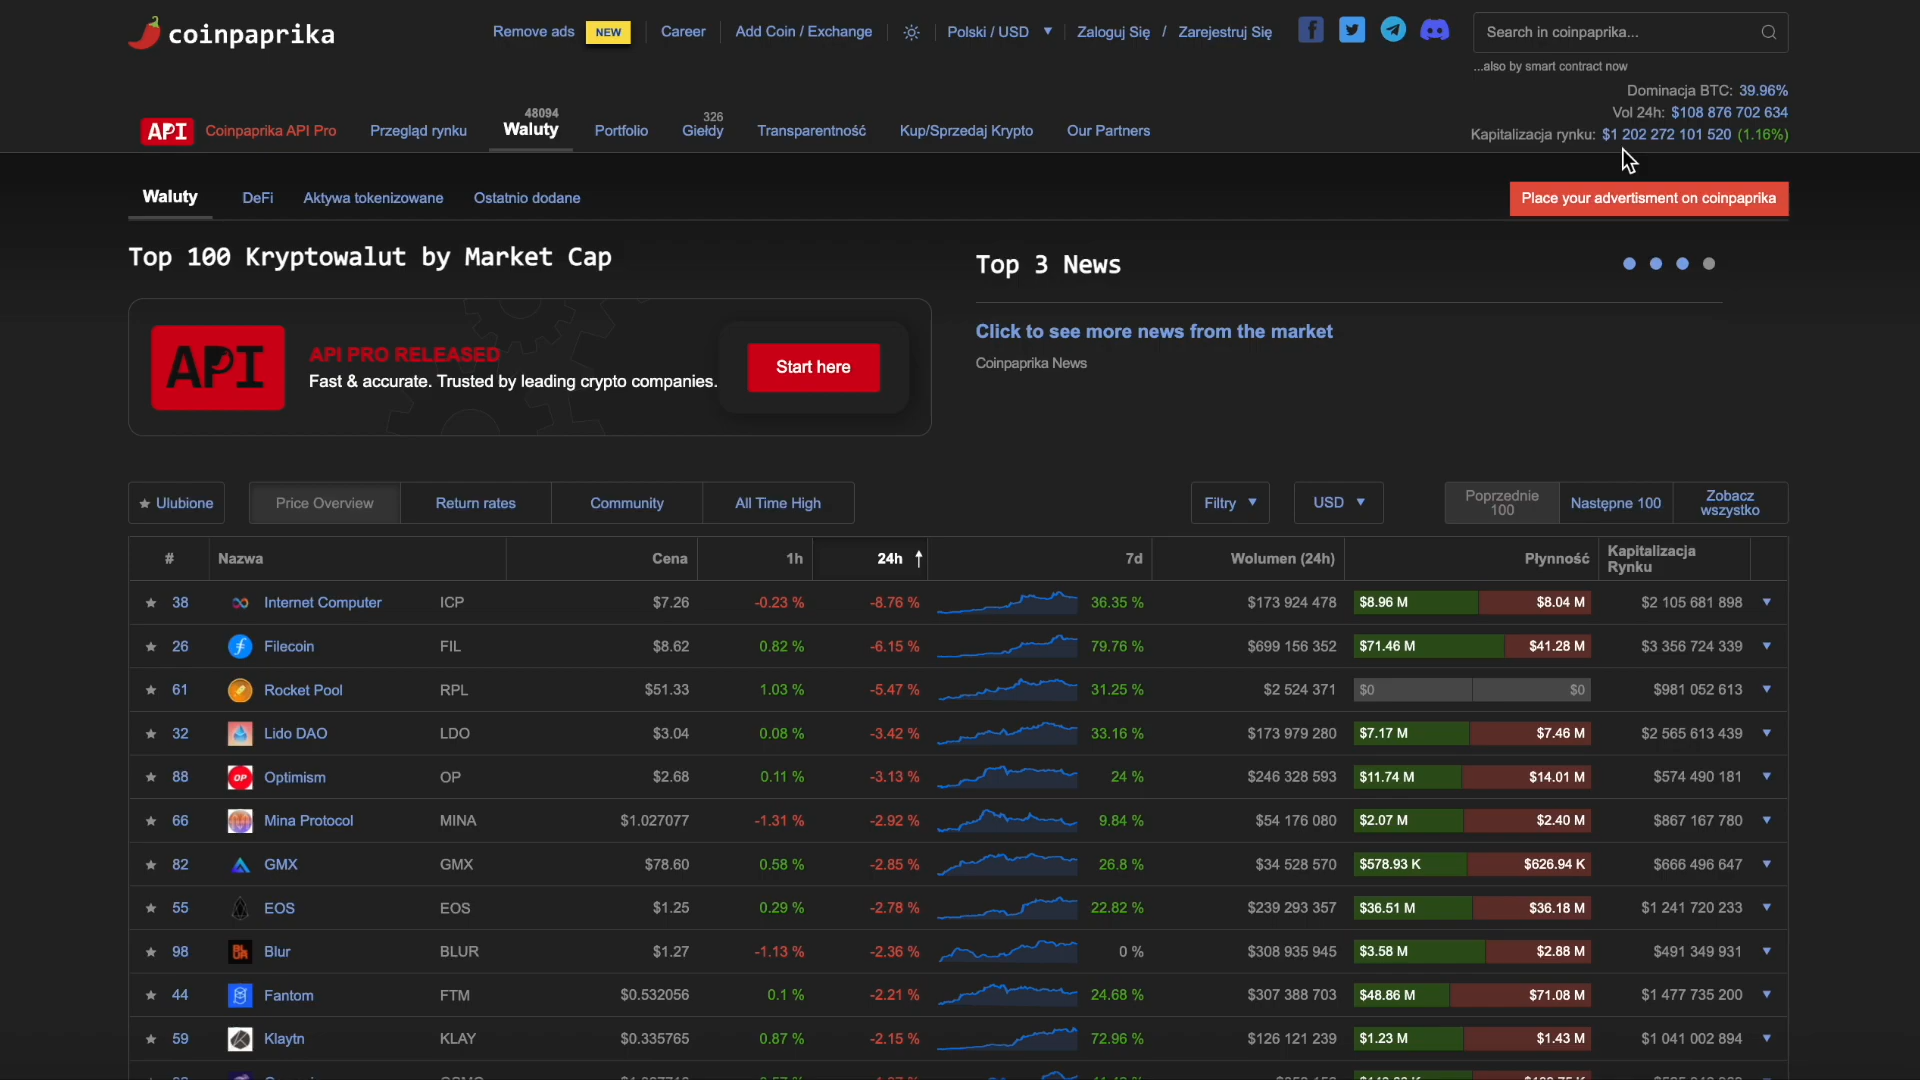 coinpaprika
Remove ads NEW Career Add Coin / Exchange Polski / USD ▼ Zaloguj Się / Zarejestruj Się
Search in coinpaprika...
...also by smart contract now
Dominacja BTC: 39.96%
Vol 24h: $108 876 702 634
Kapitalizacja rynku: $1 202 272 101 520 (1.16%)
API Coinpaprika API Pro Przegląd rynku 48094 Waluty Portfolio 326 Giełdy Transparentność Kup/Sprzedaj Krypto Our Partners
Waluty DeFi Aktywa tokenizowane Ostatnio dodane
Place your advertisment on coinpaprika
Top 100 Kryptowalut by Market Cap
Top 3 News
API
API PRO RELEASED
Fast & accurate. Trusted by leading crypto companies.
Start here
Click to see more news from the market
Coinpaprika News
Ulubione Price Overview Return rates Community All Time High Filtry ▼ USD ▼ Poprzednie 100 Następne 100 Zobacz wszystko
# Nazwa Cena 1h 24h 7d Wolumen (24h) Płynność Kapitalizacja Rynku
38 Internet Computer ICP $7.26 -0.23 % -8.76 % 36.35 % $173 924 478 $8.96 M $8.04 M $2 105 681 898
26 Filecoin FIL $8.62 0.82 % -6.15 % 79.76 % $699 156 352 $71.46 M $41.28 M $3 356 724 339
61 Rocket Pool RPL $51.33 1.03 % -5.47 % 31.25 % $2 524 371 $0 $0 $981 052 613
32 Lido DAO LDO $3.04 0.08 % -3.42 % 33.16 % $173 979 280 $7.17 M $7.46 M $2 565 613 439
88 OP Optimism OP $2.68 0.11 % -3.13 % 24 % $246 328 593 $11.74 M $14.01 M $574 490 181
66 Mina Protocol MINA $1.027077 -1.31 % -2.92 % 9.84 % $54 176 080 $2.07 M $2.40 M $867 167 780
82 GMX GMX $78.60 0.58 % -2.85 % 26.8 % $34 528 570 $578.93 K $626.94 K $666 496 647
55 EOS EOS $1.25 0.29 % -2.78 % 22.82 % $239 293 357 $36.51 M $36.18 M $1 241 720 233
98 Blur BLUR $1.27 -1.13 % -2.36 % 0 % $308 935 945 $3.58 M $2.88 M $491 349 931
44 Fantom FTM $0.532056 0.1 % -2.21 % 24.68 % $307 388 703 $48.86 M $71.08 M $1 477 735 200
59 Klaytn KLAY $0.335765 0.87 % -2.15 % 72.96 % $126 121 239 $1.23 M $1.43 M $1 041 002 894